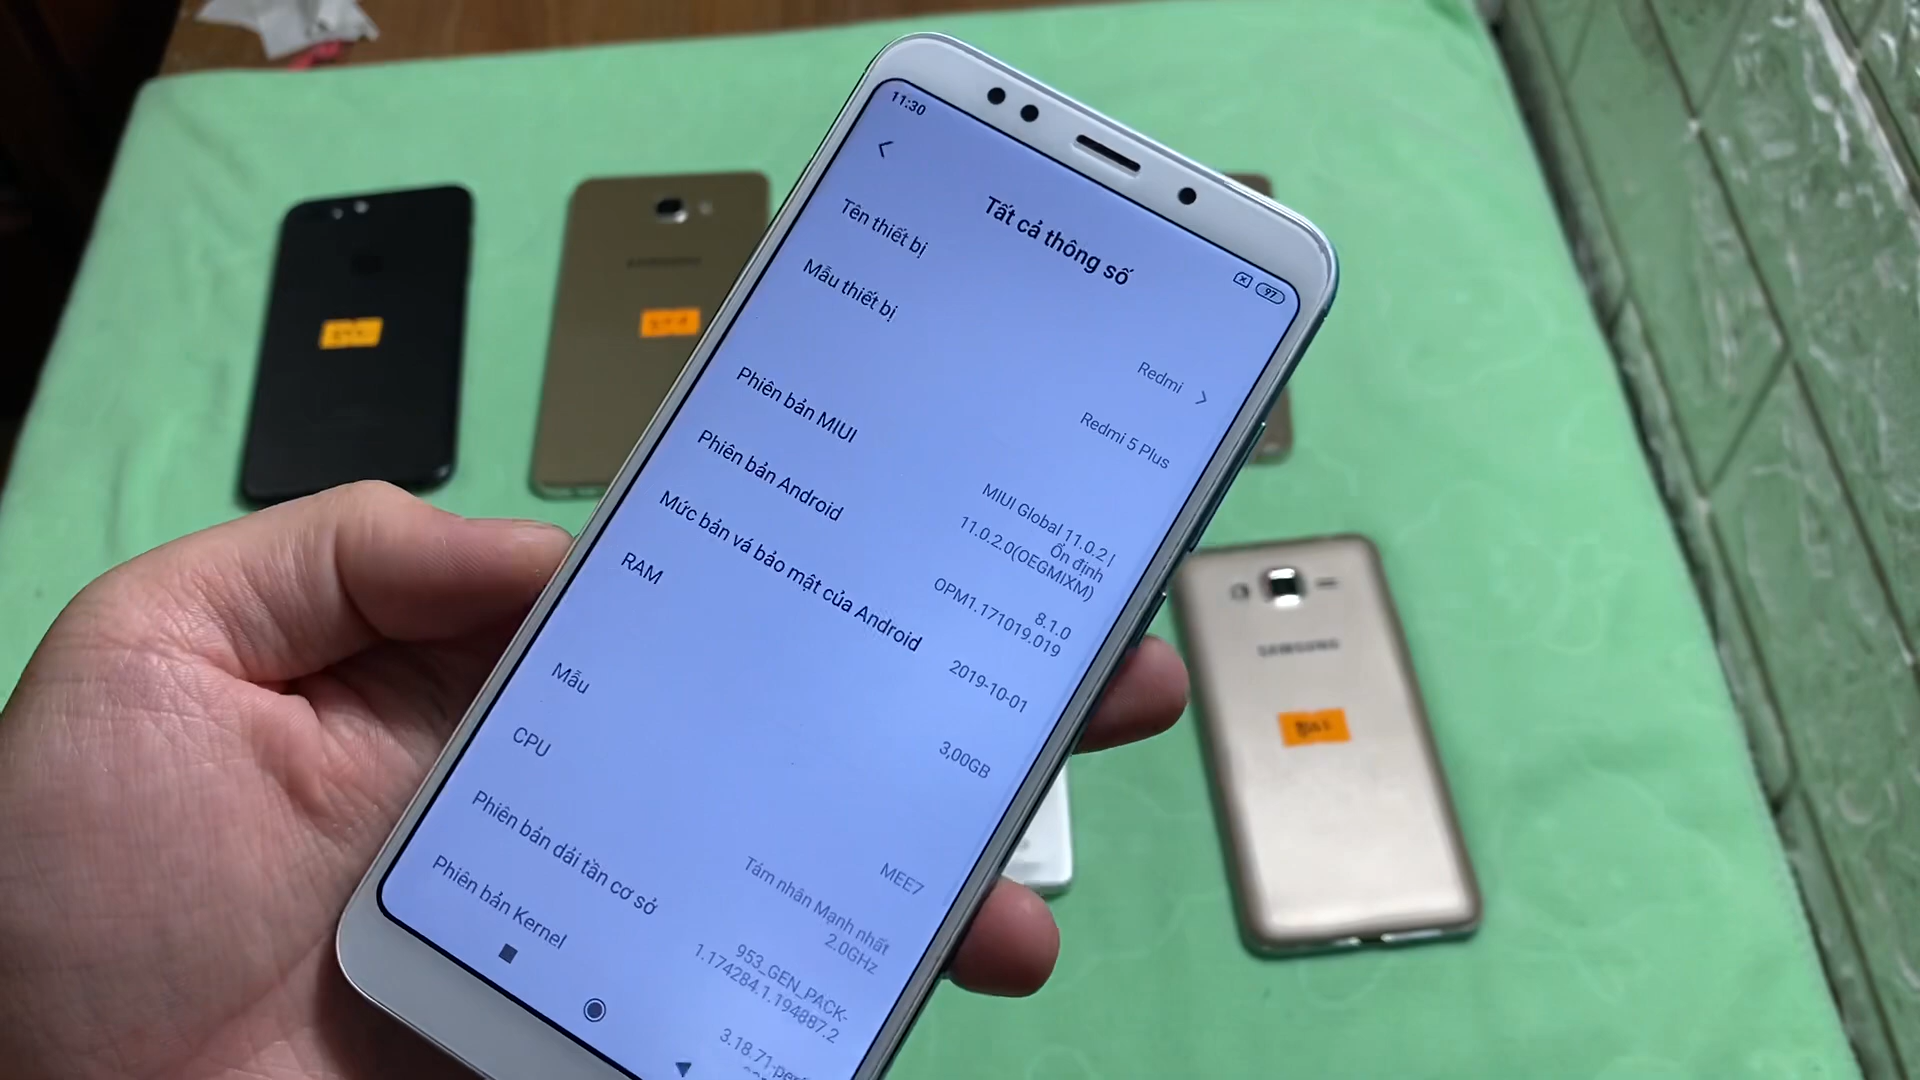 11:30
97
Tất cả thông số
Tên thiết bị
Redmi
Mẫu thiết bị
Redmi 5 Plus
Phiên bản MIUI
MIUI Global 11.0.2 |
Ổn định
11.0.2.0(OEGMIXM)
Phiên bản Android
8.1.0
OPM1.171019.019
Mức bản vá bảo mật của Android
2019-10-01
RAM
3,00GB
Mẫu
MEE7
CPU
Tám nhân Mạnh nhất
2.0GHz
Phiên bản dải tần cơ sở
953_GEN_PACK-
1.174284.1.194887.2
Phiên bản Kernel
SAMSUNG
SAMSUNG